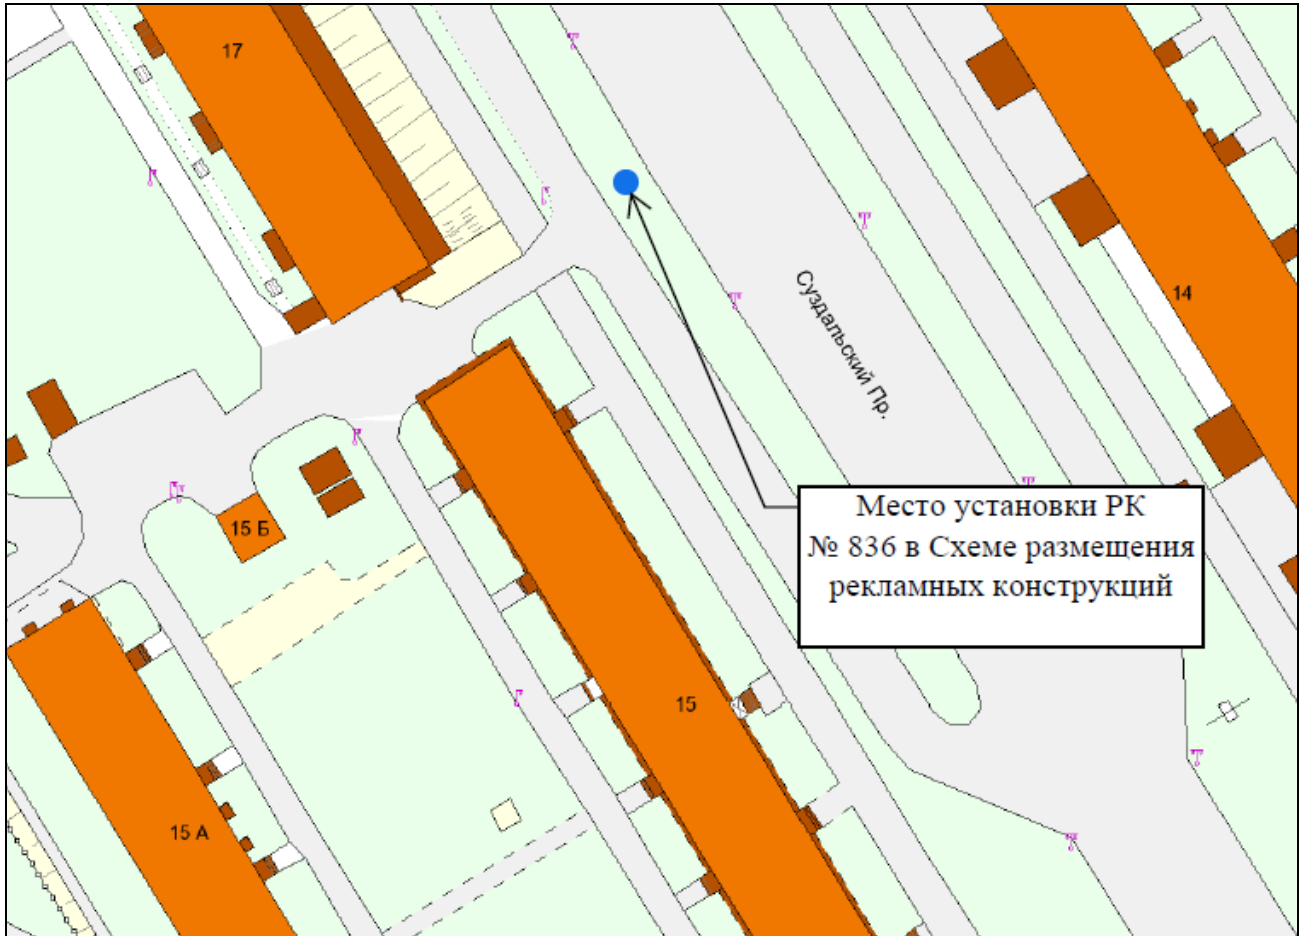 17
14
Суздальский Пр.
Место установки РК
№ 836 в Схеме размещения
рекламных конструкций
15 Б
15
15 А